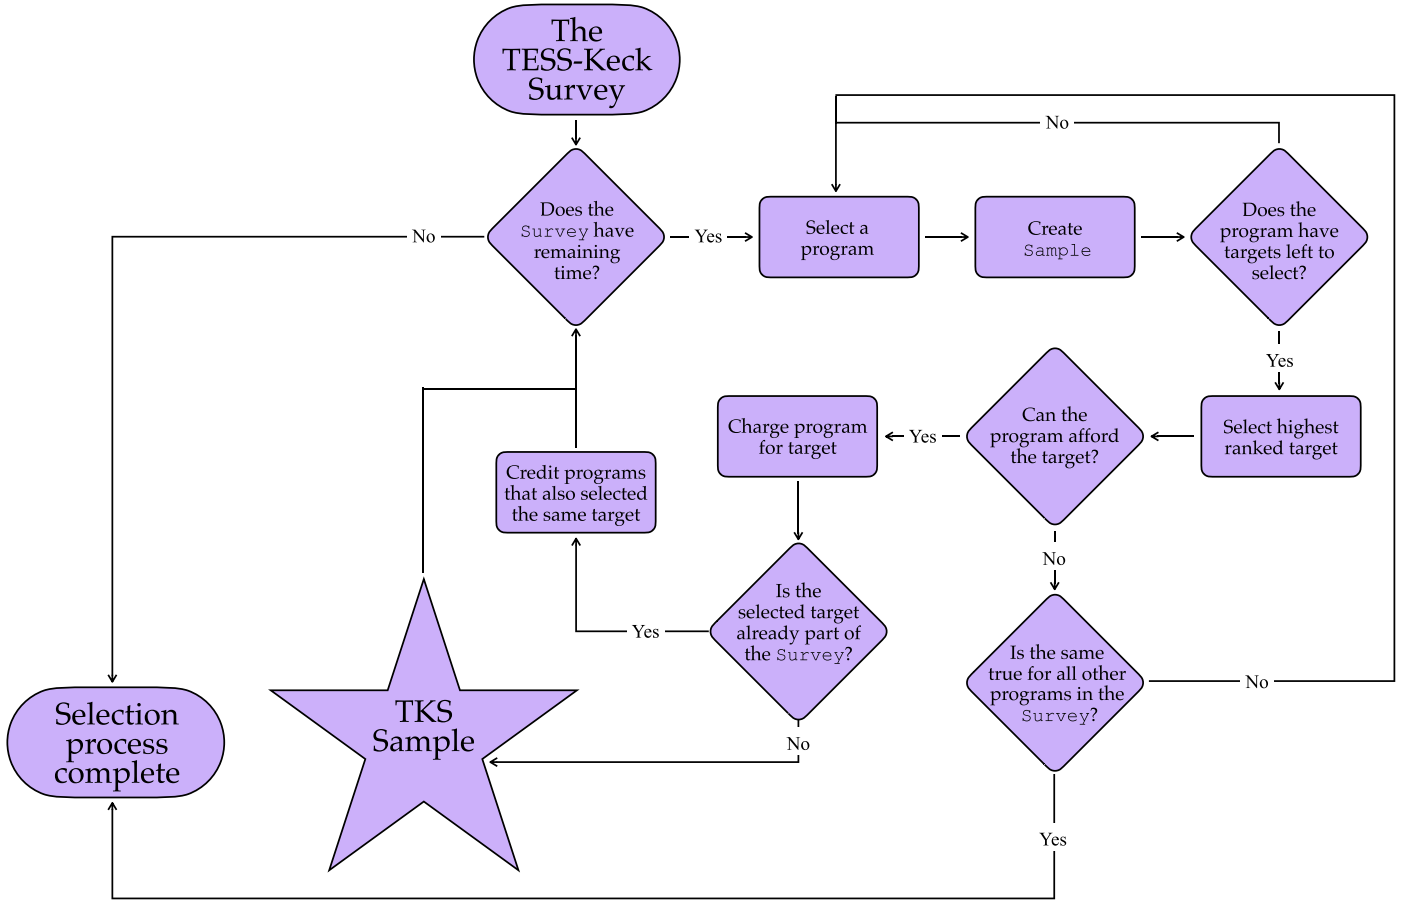 The
TESS-Keck
Survey
No
Does the
Survey have
remaining
time?
Yes
Select a
program
Create
Sample
No
Does the
program have
targets left to
select?
Yes
Select highest
ranked target
Can the
program afford
the target?
Yes
Charge program
for target
No
Is the same
true for all other
programs in the
Survey?
No
Yes
Is the
selected target
already part of
the Survey?
Yes
Credit programs
that also selected
the same target
No
TKS
Sample
Selection
process
complete